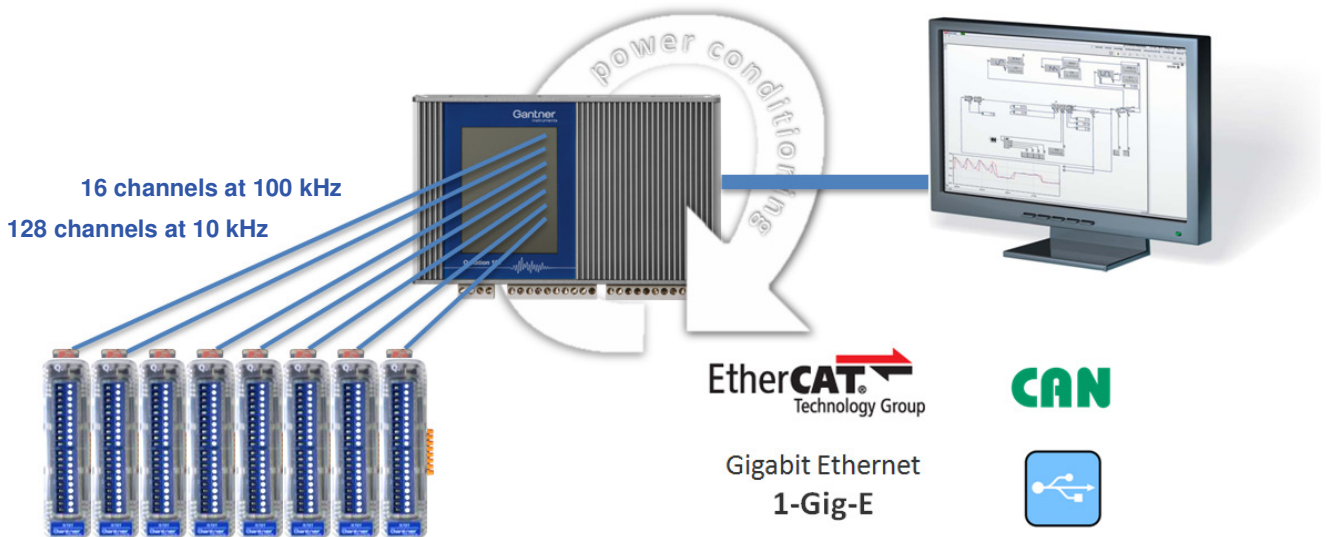 power conditioning
Gantner
instruments
16 channels at 100 kHz
128 channels at 10 kHz
EtherCAT®
Technology Group
CAN
Gigabit Ethernet
1-Gig-E